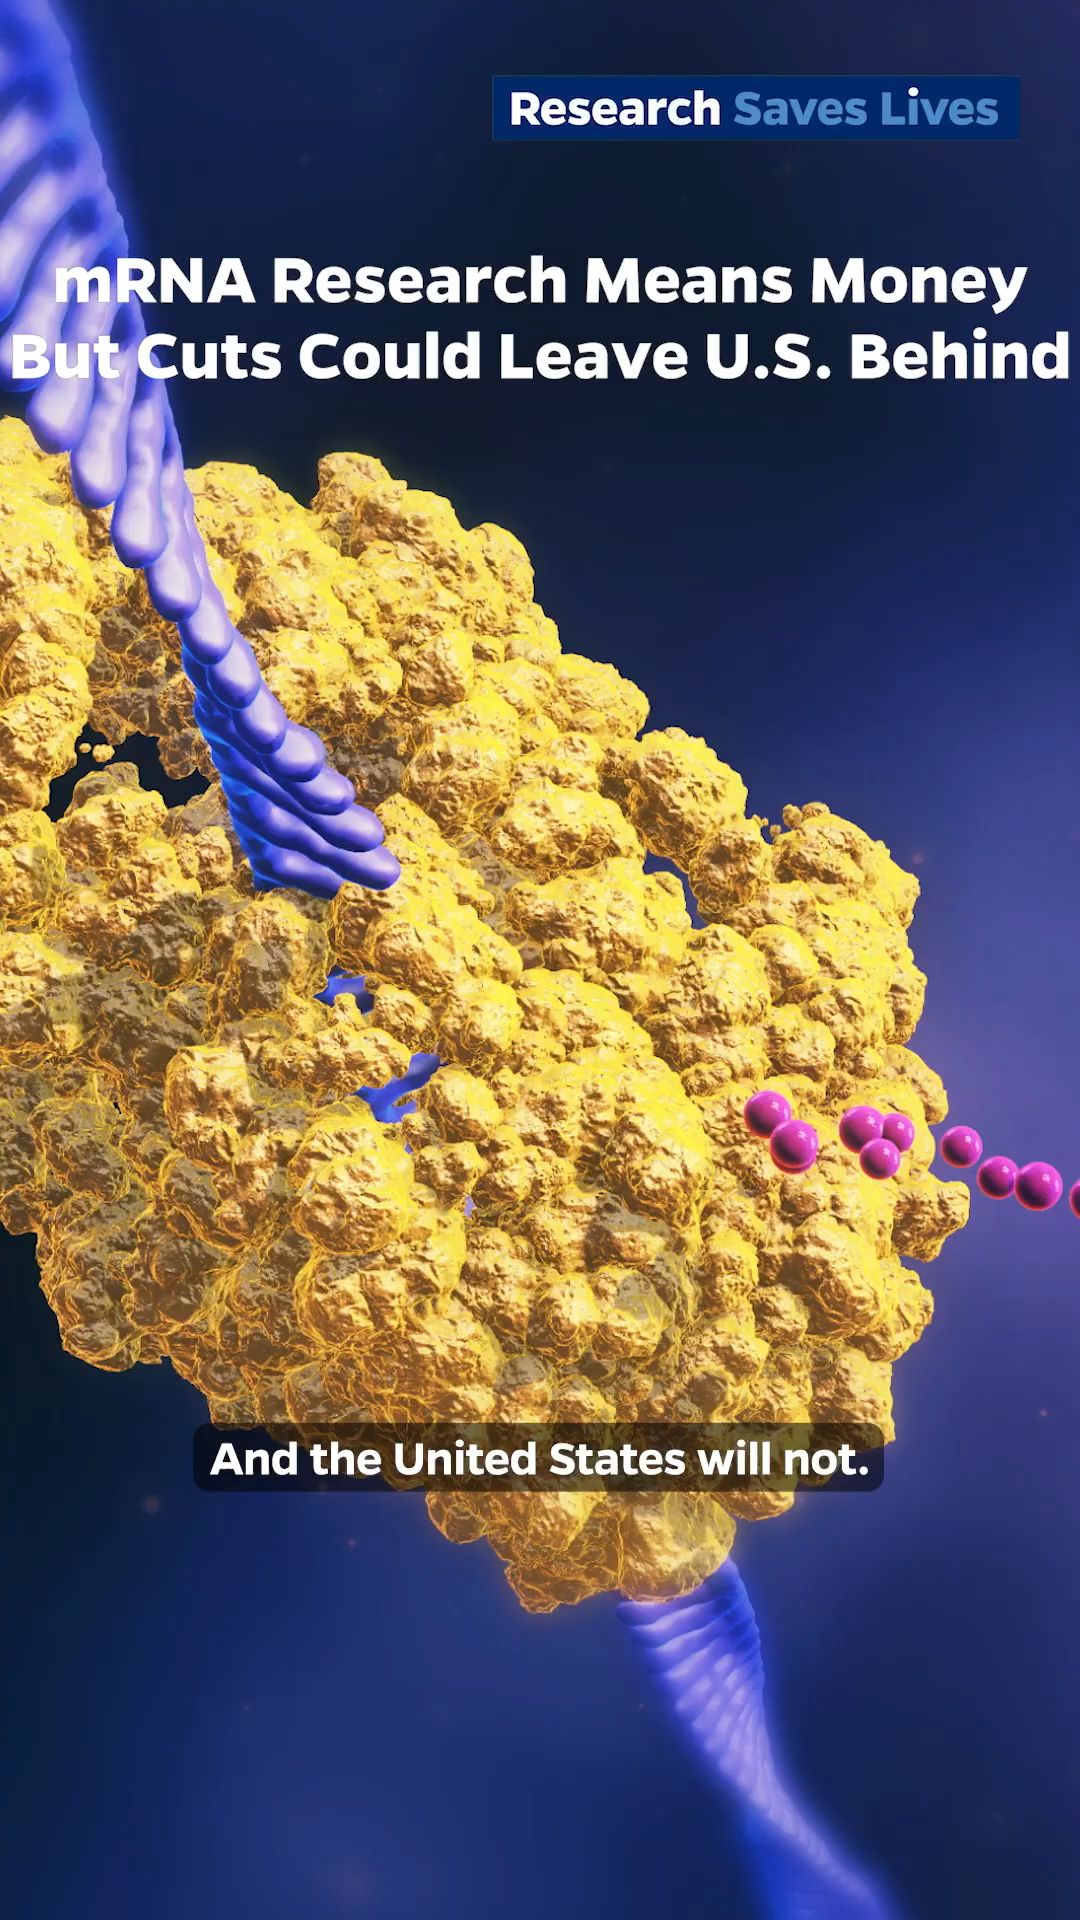 Research Saves Lives
mRNA Research Means Money
But Cuts Could Leave U.S. Behind
And the United States will not.